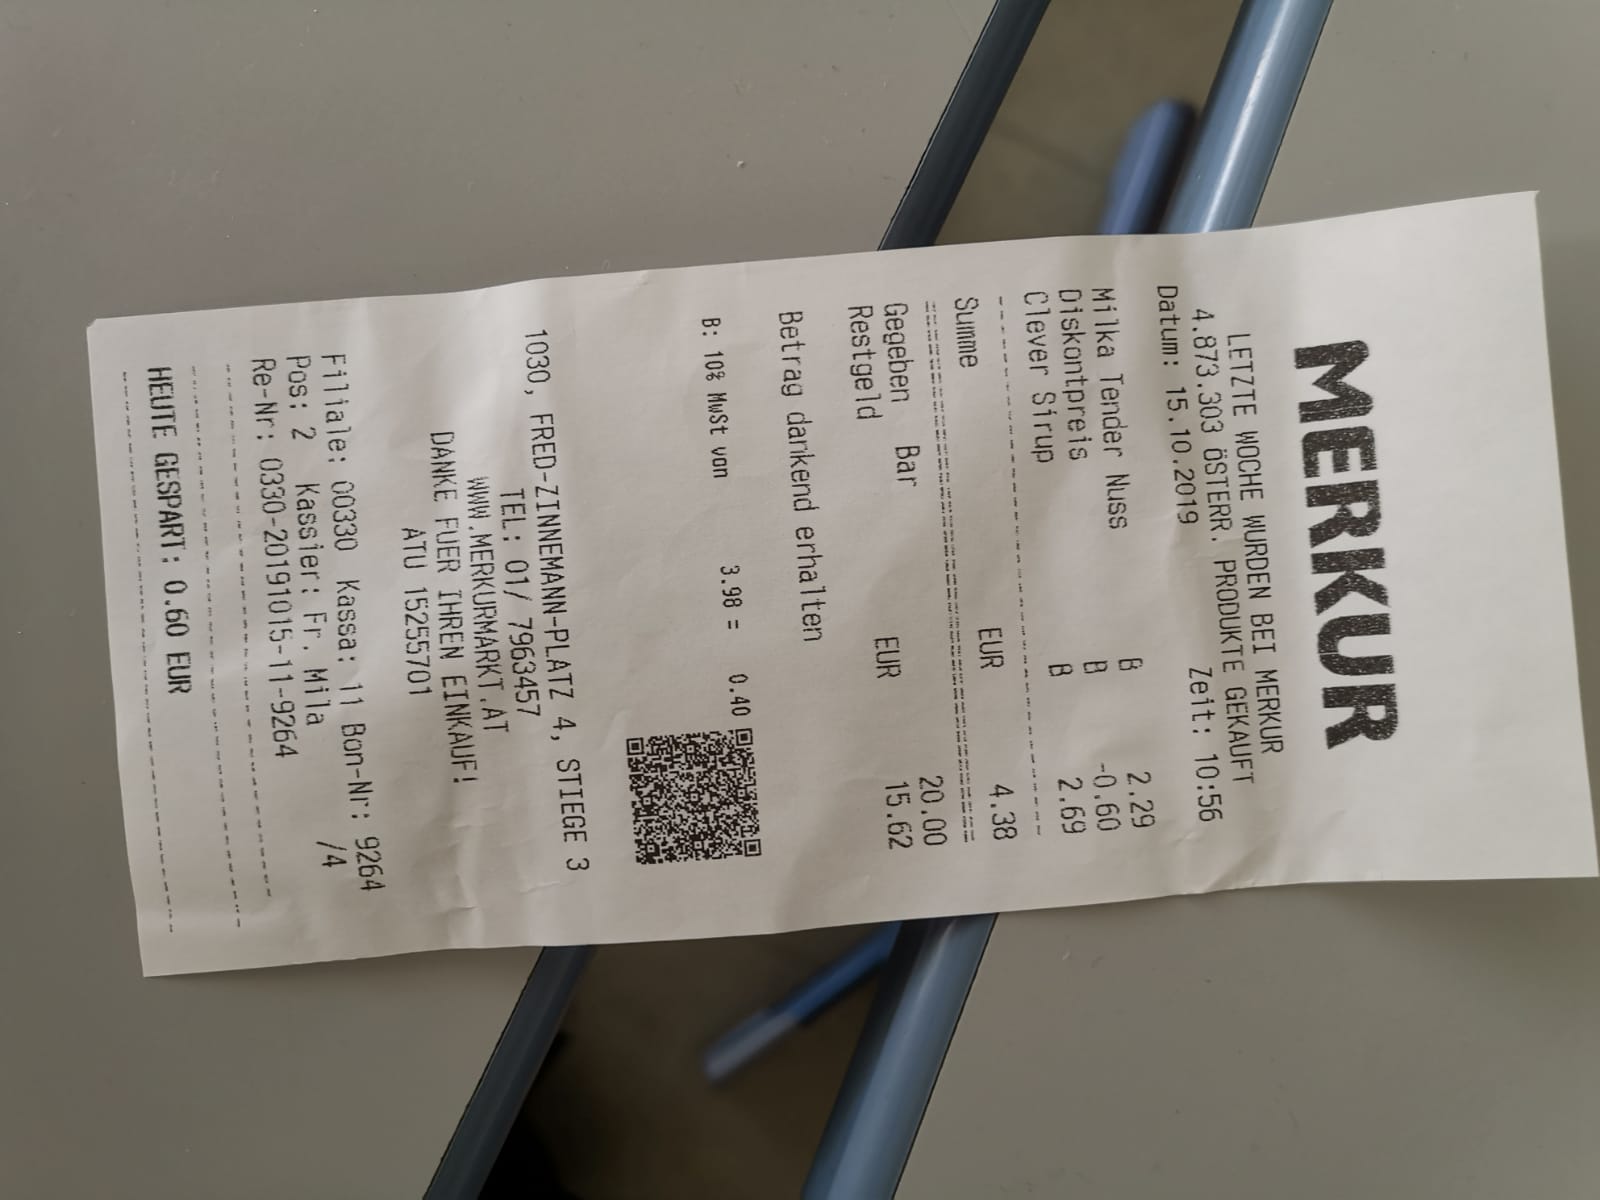 MERKUR
LETZTE WOCHE WURDEN BEI MERKUR
4.873.303 ÖSTERR. PRODUKTE GEKAUFT
Datum: 15.10.2019 Zeit: 10:56
Milka Tender Nuss B 2.29
Diskontpreis B -0.60
Clever Sirup B 2.69
Summe EUR 4.38
Gegeben Bar 20.00
Restgeld EUR 15.62
Betrag dankend erhalten
B: 10% MwSt von 3.98 = 0.40
1030, FRED-ZINNEMANN-PLATZ 4, STIEGE 3
TEL: 01/ 7963457
WWW.MERKURMARKT.AT
DANKE FUER IHREN EINKAUF!
ATU 15255701
Filiale: 00330 Kassa: 11 Bon-Nr: 9264
Pos: 2 Kassier: Fr. Mila /4
Re-Nr: 0330-20191015-11-9264
HEUTE GESPART: 0.60 EUR